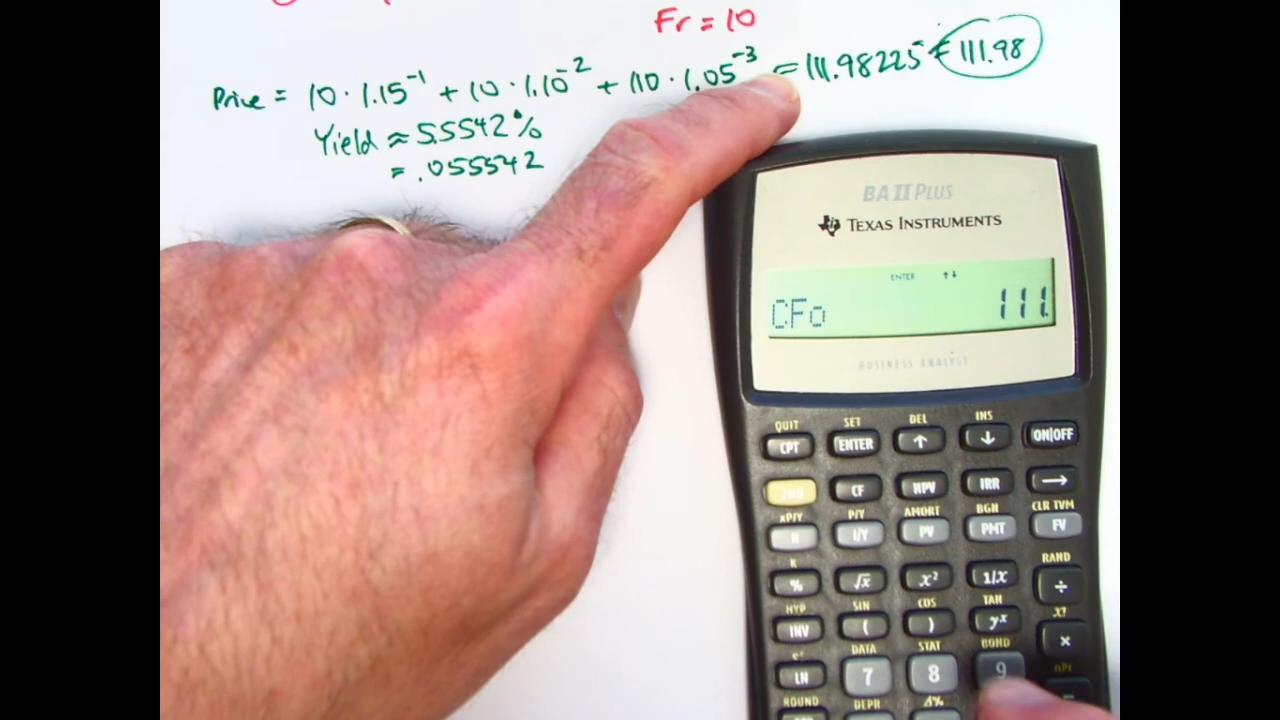 Fr = 10
Price = 10 · 1.15⁻¹ + 10 · 1.10⁻² + 110 · 1.05⁻³ = 111.98225 = 111.98
Yield ≈ 5.5542%
= .055542
BA II PLUS
TEXAS INSTRUMENTS
ENTER ↑↓
CFo 111.
BUSINESS ANALYST
QUIT SET DEL INS
CPT ENTER ↑ ↓ ON|OFF
2ND CF NPV IRR →
xP/Y P/Y AMORT BGN CLR TVM
N I/Y PV PMT FV
K RAND
% √x x² 1/x ÷
HYP SIN COS TAN x!
INV ( ) yˣ ×
eˣ DATA STAT BOND nPr
LN 7 8 9 −
ROUND DEPR Δ%